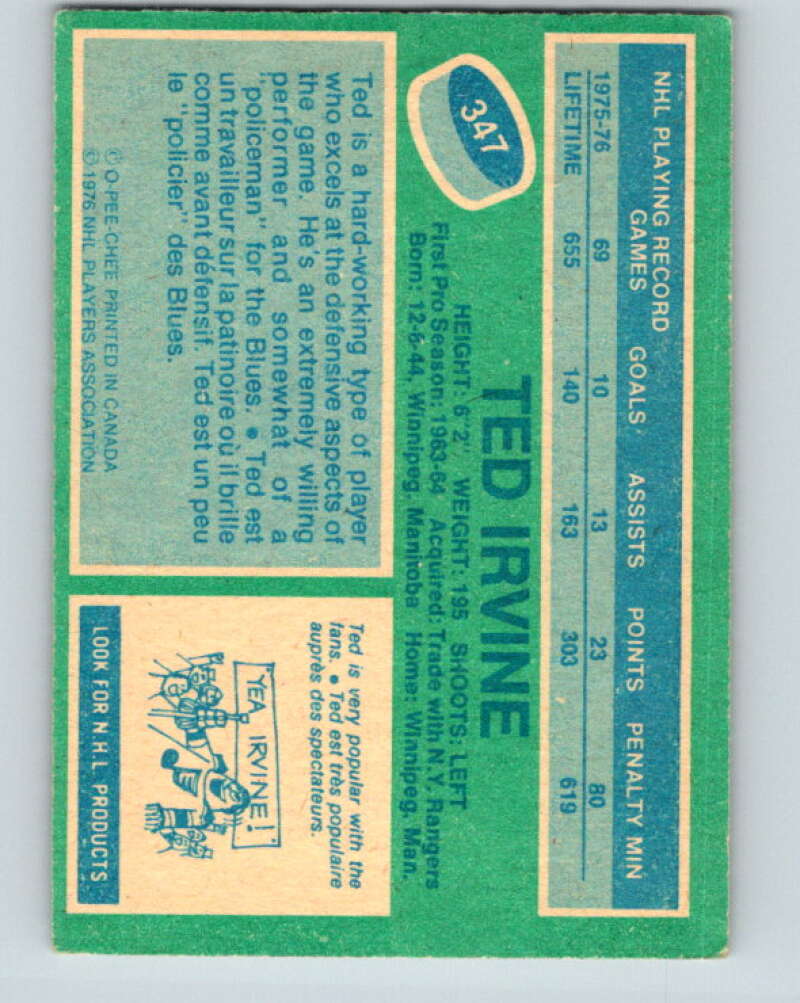 NHL PLAYING RECORD
GAMES GOALS ASSISTS POINTS PENALTY MIN
1975-76 69 10 13 23 80
LIFETIME 655 140 163 303 619
347
TED IRVINE
HEIGHT: 6'2' WEIGHT: 195 SHOOTS: LEFT
First Pro Season: 1963-64 Acquired: Trade with N.Y. Rangers
Born: 12-8-44, Winnipeg, Manitoba Home: Winnipeg, Man.
Ted is a hard-working type of player
who excels at the defensive aspects of
the game. He's an extremely willing
performer and somewhat of a
"policeman" for the Blues. • Ted est
un travailleur sur la patinoire où il brille
comme avant défensif. Ted est un peu
le "policier" des Blues.
© O-PEE-CHEE PRINTED IN CANADA
© 1976 NHL PLAYERS ASSOCIATION
Ted is very popular with the
fans. • Ted est très populaire
auprès des spectateurs.
YEA IRVINE!
LOOK FOR N.H.L. PRODUCTS